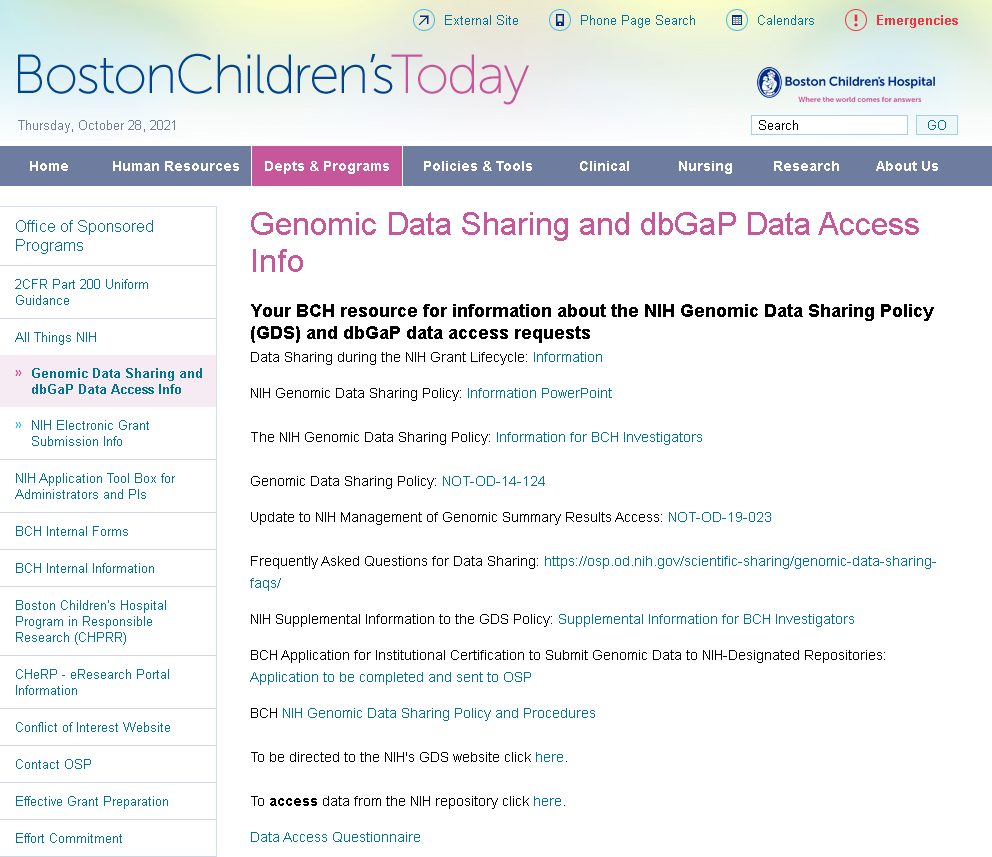 External Site
Phone Page Search
Calendars
Emergencies
BostonChildren'sToday
Boston Children's Hospital
Where the world comes for answers
Thursday, October 28, 2021
Search
GO
Home
Human Resources
Depts & Programs
Policies & Tools
Clinical
Nursing
Research
About Us
Office of Sponsored
Programs
2CFR Part 200 Uniform
Guidance
All Things NIH
» Genomic Data Sharing and
dbGaP Data Access Info
» NIH Electronic Grant
Submission Info
NIH Application Tool Box for
Administrators and PIs
BCH Internal Forms
BCH Internal Information
Boston Children's Hospital
Program in Responsible
Research (CHPRR)
CHeRP - eResearch Portal
Information
Conflict of Interest Website
Contact OSP
Effective Grant Preparation
Effort Commitment
Genomic Data Sharing and dbGaP Data Access
Info
Your BCH resource for information about the NIH Genomic Data Sharing Policy
(GDS) and dbGaP data access requests
Data Sharing during the NIH Grant Lifecycle: Information
NIH Genomic Data Sharing Policy: Information PowerPoint
The NIH Genomic Data Sharing Policy: Information for BCH Investigators
Genomic Data Sharing Policy: NOT-OD-14-124
Update to NIH Management of Genomic Summary Results Access: NOT-OD-19-023
Frequently Asked Questions for Data Sharing: https://osp.od.nih.gov/scientific-sharing/genomic-data-sharing-
faqs/
NIH Supplemental Information to the GDS Policy: Supplemental Information for BCH Investigators
BCH Application for Institutional Certification to Submit Genomic Data to NIH-Designated Repositories:
Application to be completed and sent to OSP
BCH NIH Genomic Data Sharing Policy and Procedures
To be directed to the NIH's GDS website click here.
To access data from the NIH repository click here.
Data Access Questionnaire